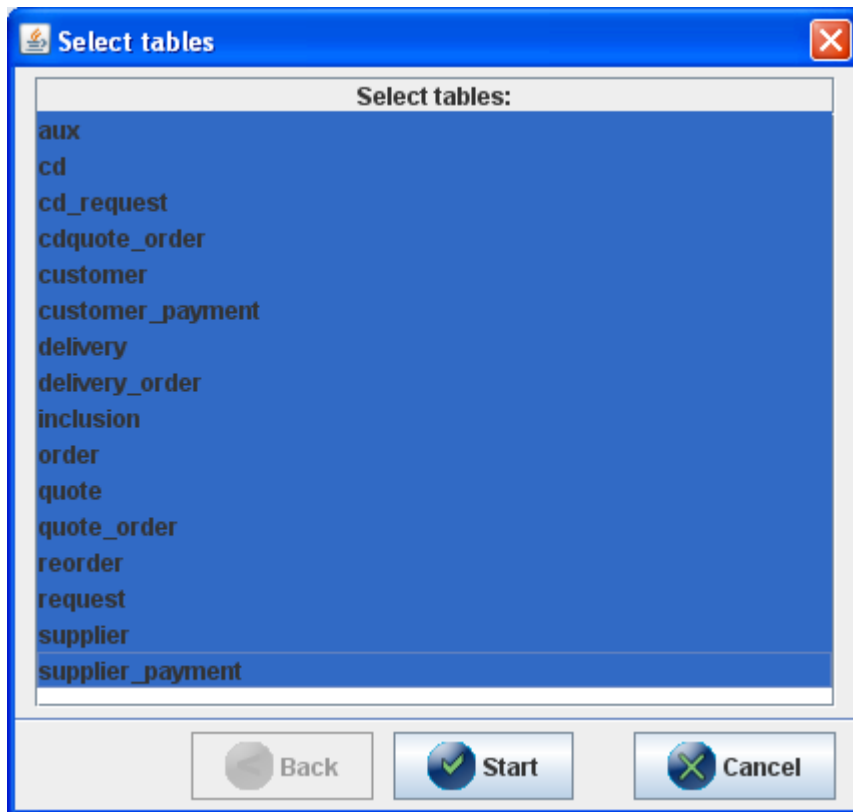 Select tables
Select tables:
aux
cd
cd_request
cdquote_order
customer
customer_payment
delivery
delivery_order
inclusion
order
quote
quote_order
reorder
request
supplier
supplier_payment
Back Start Cancel